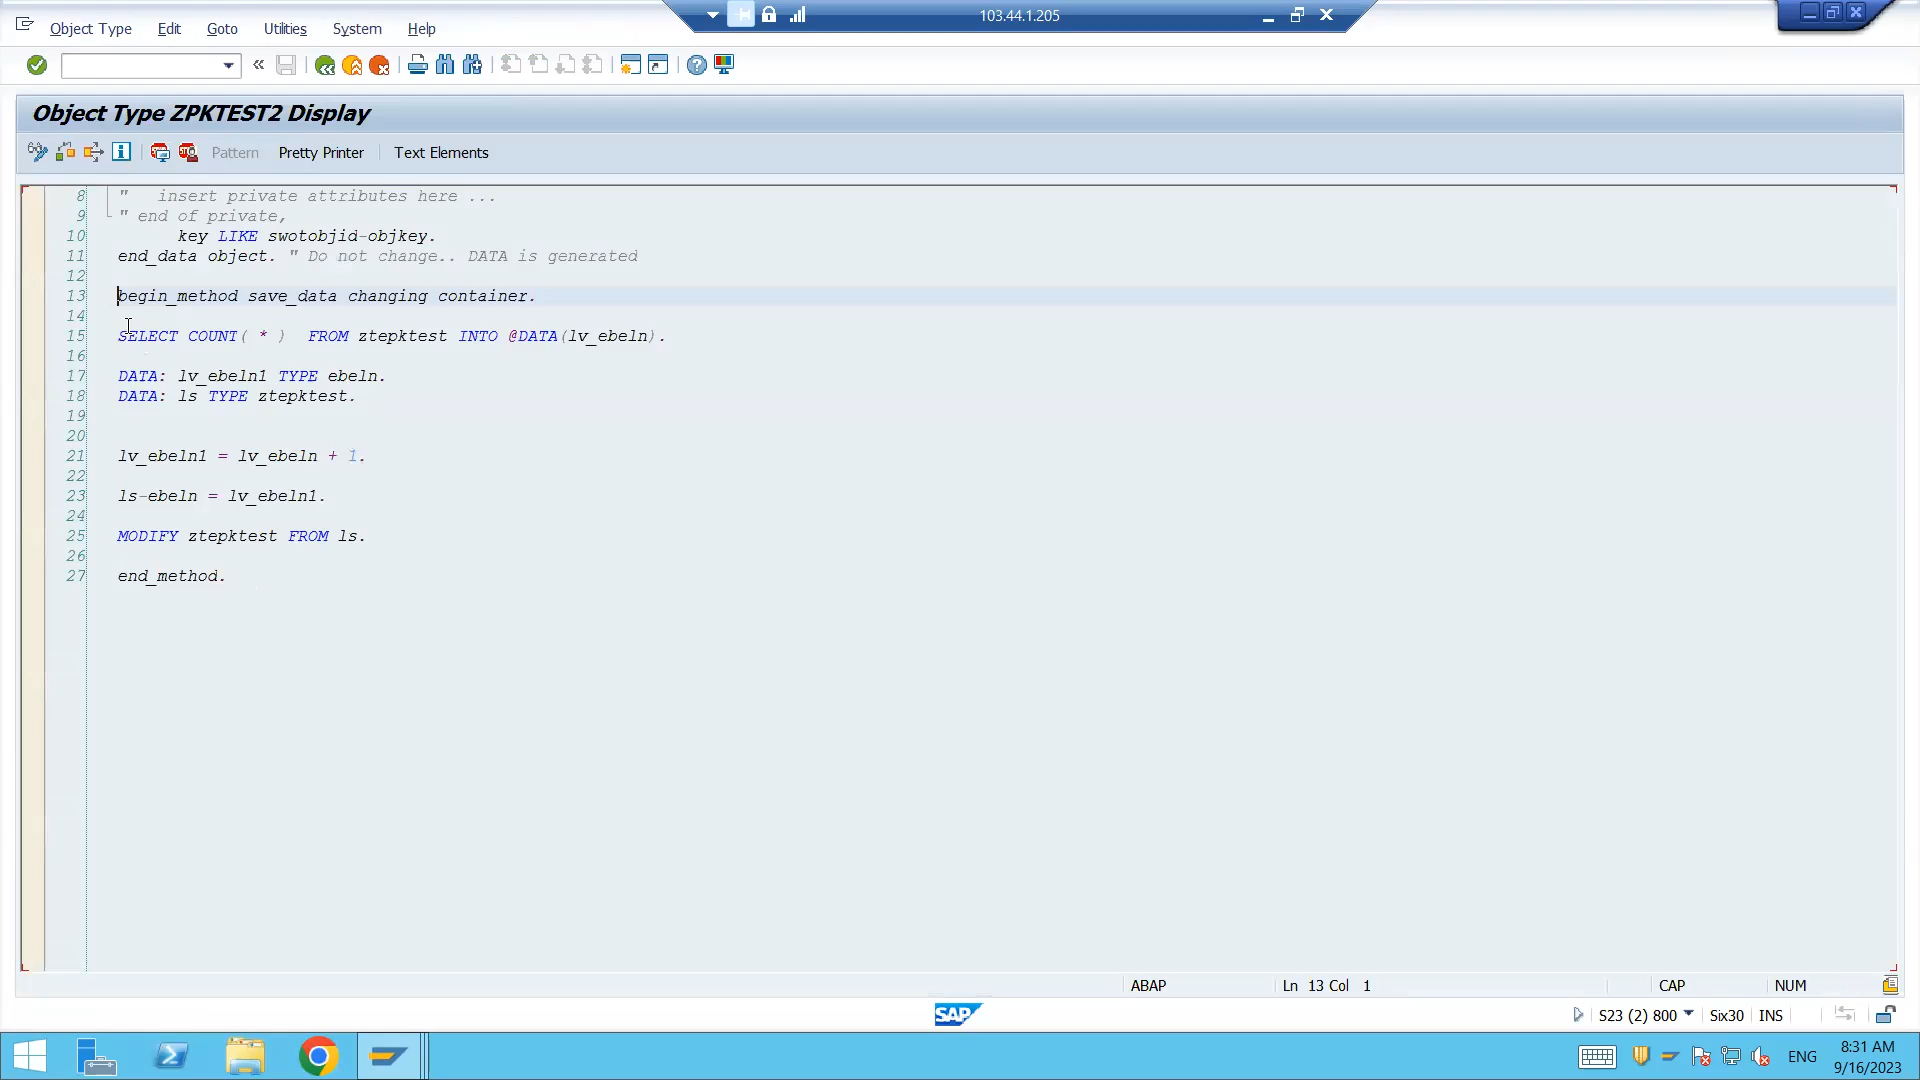 103.44.1.205
Object Type Edit Goto Utilities System Help
Object Type ZPKTEST2 Display
Pattern Pretty Printer Text Elements
8 " insert private attributes here ...
9 " end of private,
10 key LIKE swotobjid-objkey.
11 end_data object. " Do not change.. DATA is generated
12
13 begin_method save_data changing container.
14
15 SELECT COUNT( * ) FROM ztepktest INTO @DATA(lv_ebeln).
16
17 DATA: lv_ebeln1 TYPE ebeln.
18 DATA: ls TYPE ztepktest.
19
20
21 lv_ebeln1 = lv_ebeln + 1.
22
23 ls-ebeln = lv_ebeln1.
24
25 MODIFY ztepktest FROM ls.
26
27 end_method.
ABAP Ln 13 Col 1 CAP NUM
SAP
S23 (2) 800 Six30 INS
ENG
8:31 AM
9/16/2023